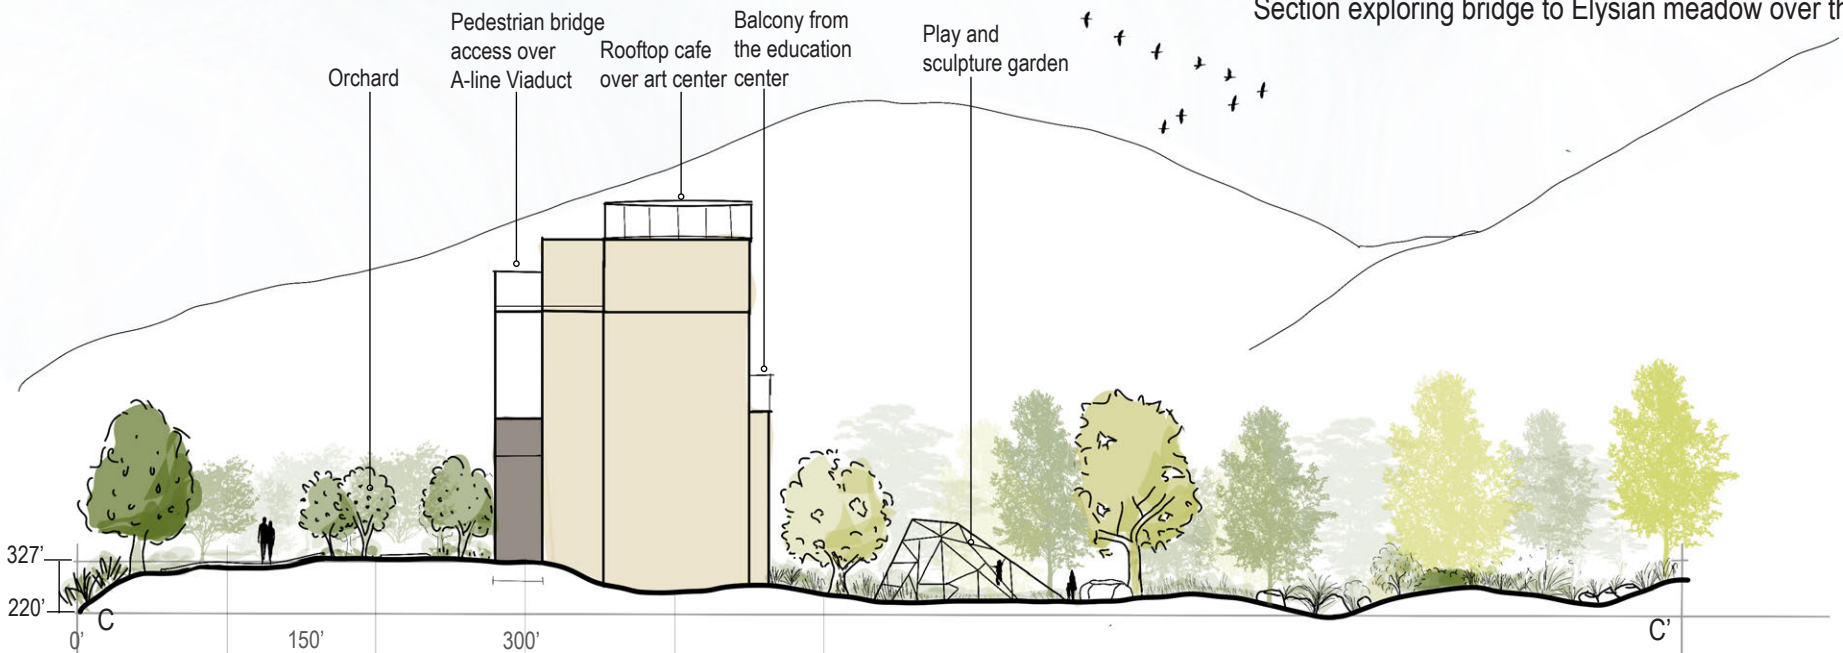 Section exploring bridge to Elysian meadow over th
Pedestrian bridge
access over
A-line Viaduct
Rooftop cafe
over art center
Balcony from
the education
center
Play and
sculpture garden
Orchard
327'
220'
C
C'
0'
150'
300'